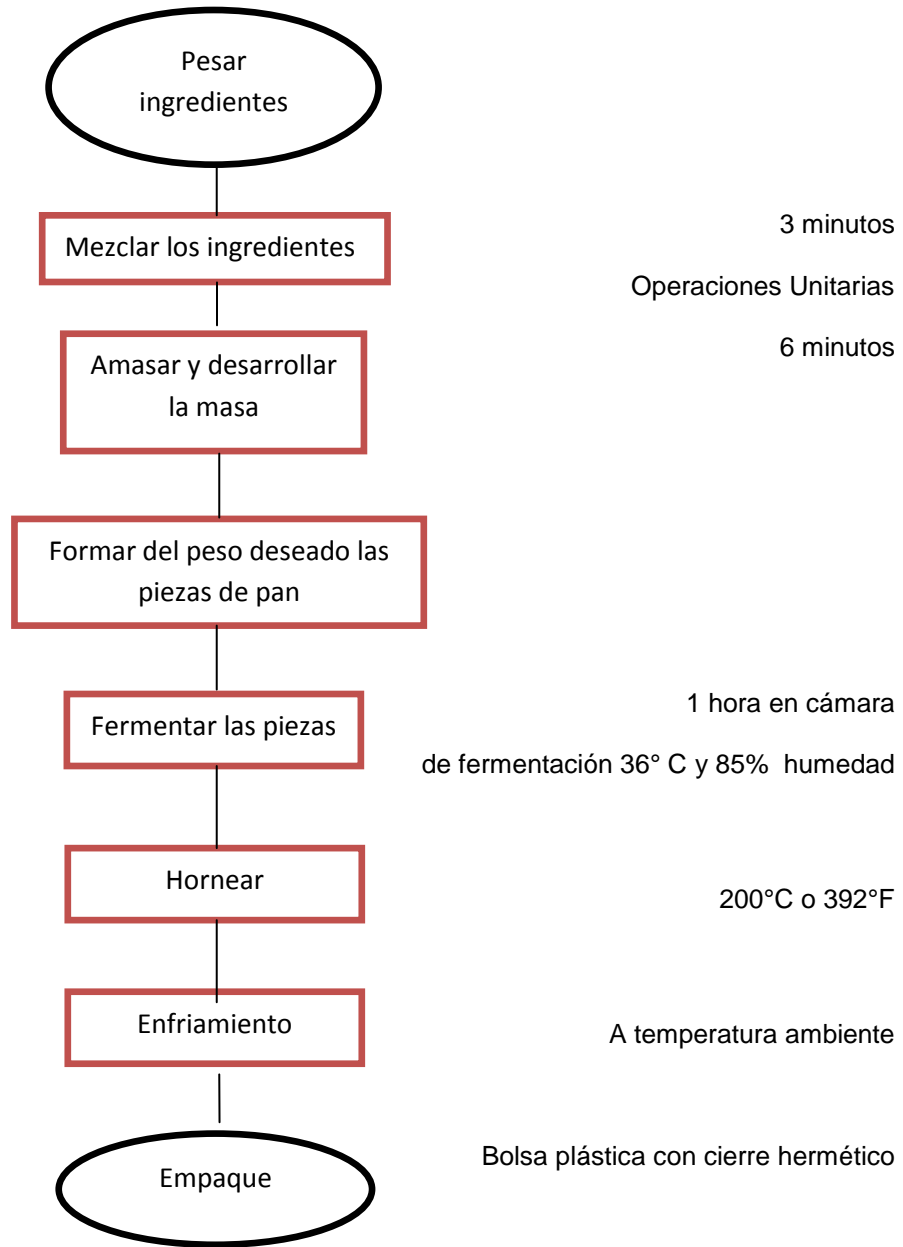 Pesar
ingredientes
Mezclar los ingredientes
3 minutos
Operaciones Unitarias
Amasar y desarrollar
la masa
6 minutos
Formar del peso deseado las
piezas de pan
Fermentar las piezas
1 hora en cámara
de fermentación 36° C y 85%  humedad
Hornear
200°C o 392°F
Enfriamiento
A temperatura ambiente
Empaque
Bolsa plástica con cierre hermético